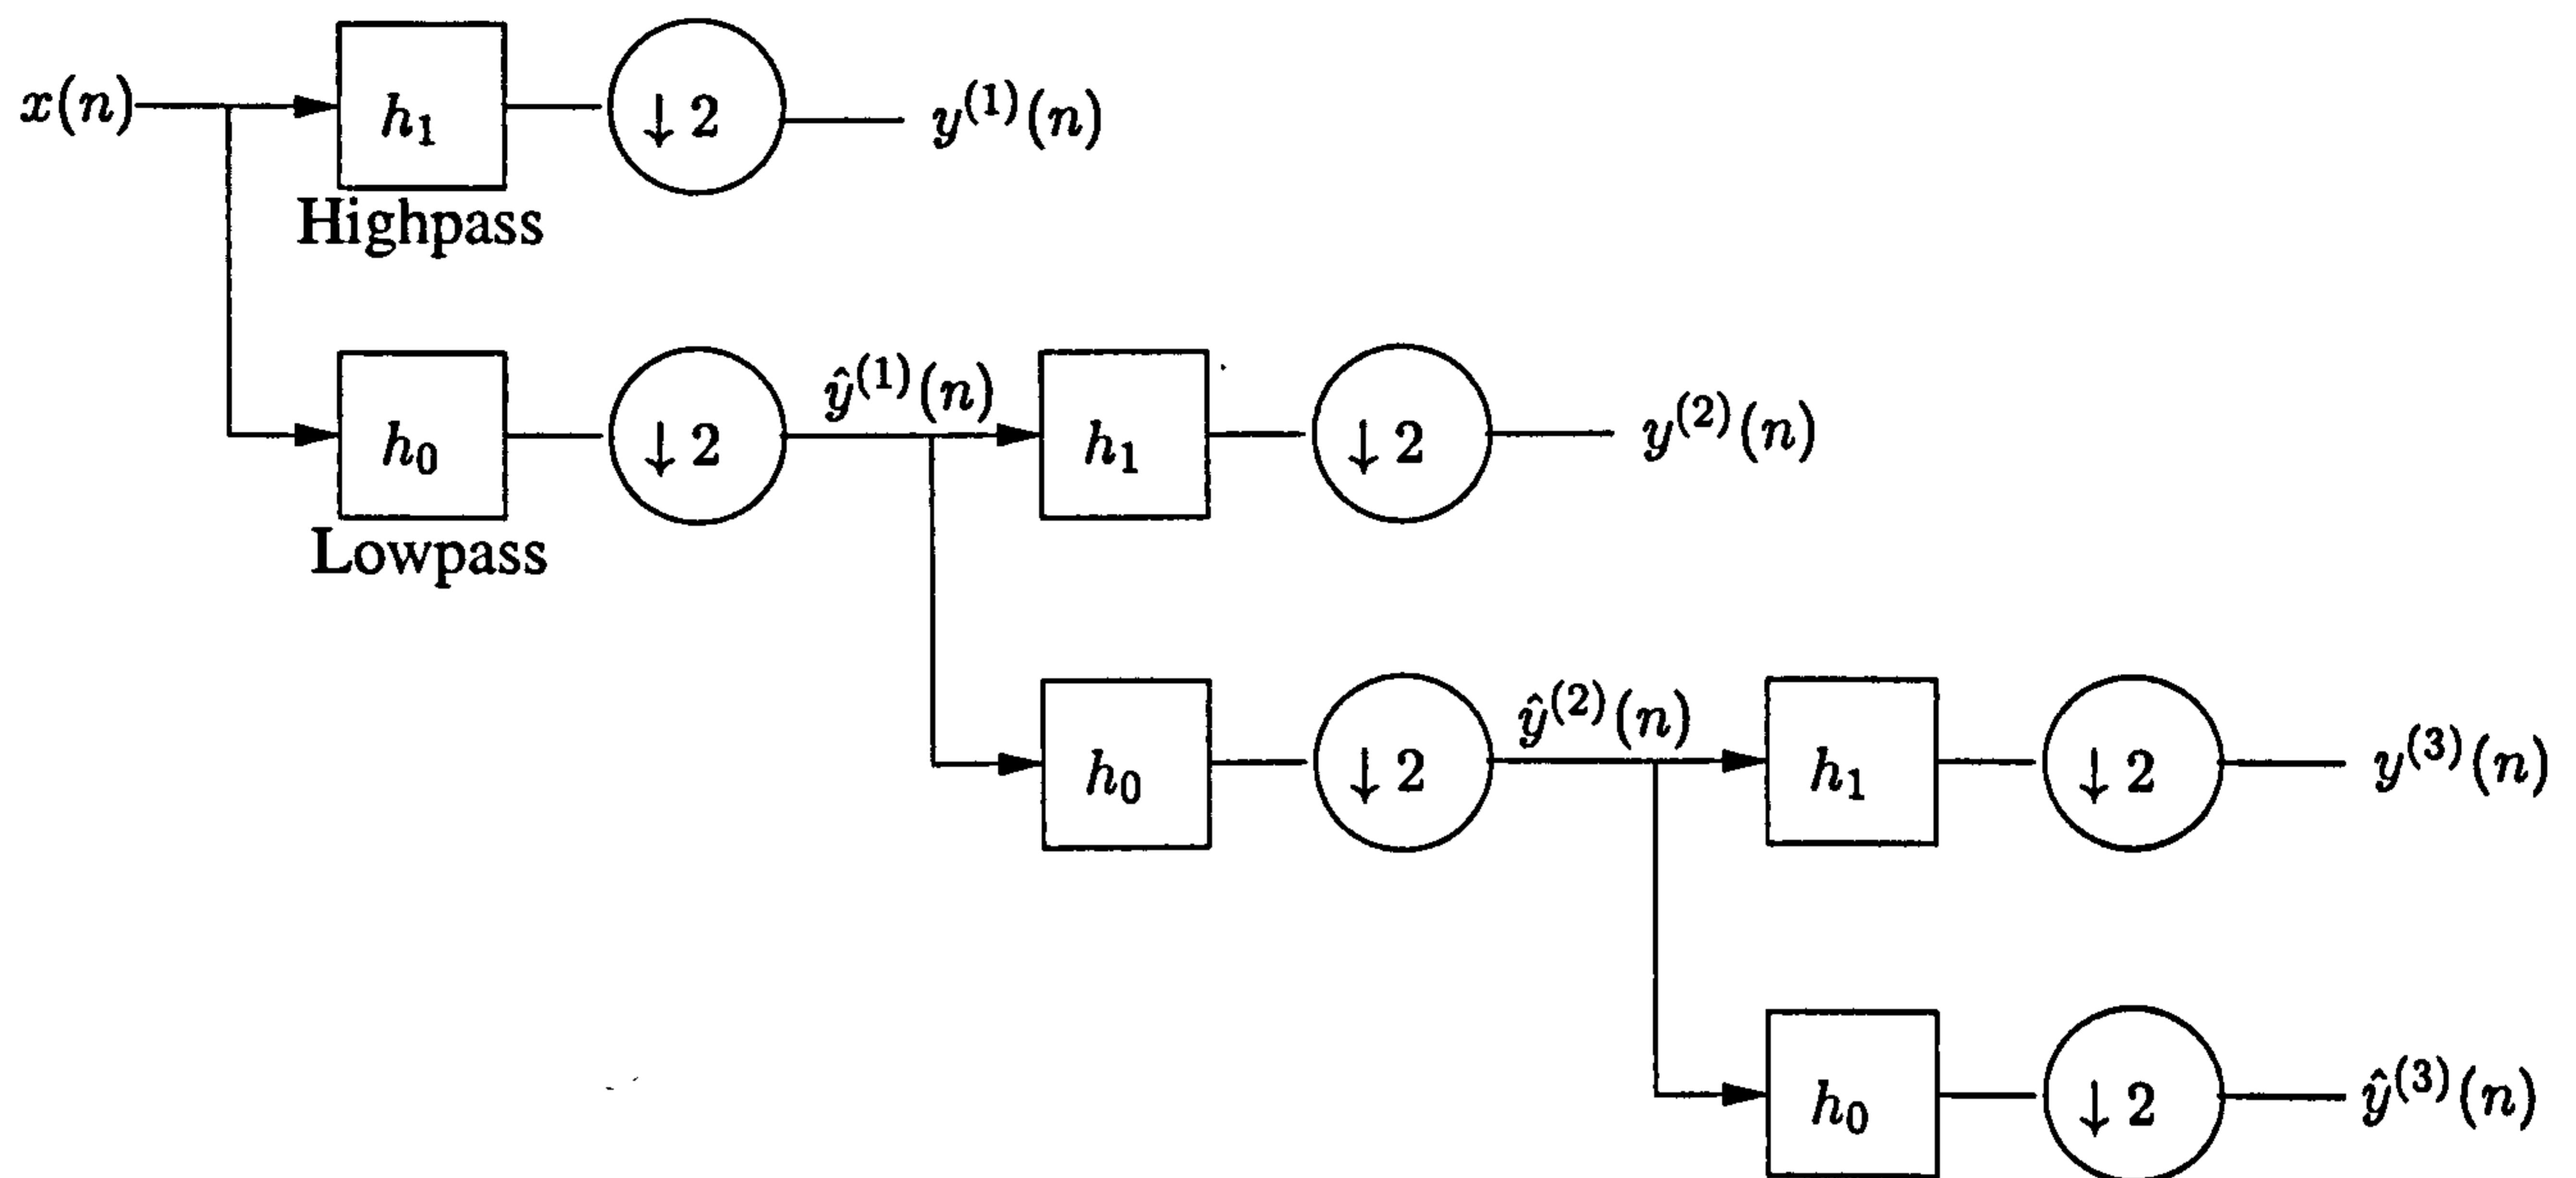 x(n) h₁ ↓ 2 y⁽¹⁾(n)
Highpass
h₀ ↓ 2 ŷ⁽¹⁾(n) h₁ ↓ 2 y⁽²⁾(n)
Lowpass
h₀ ↓ 2 ŷ⁽²⁾(n) h₁ ↓ 2 y⁽³⁾(n)
h₀ ↓ 2 ŷ⁽³⁾(n)